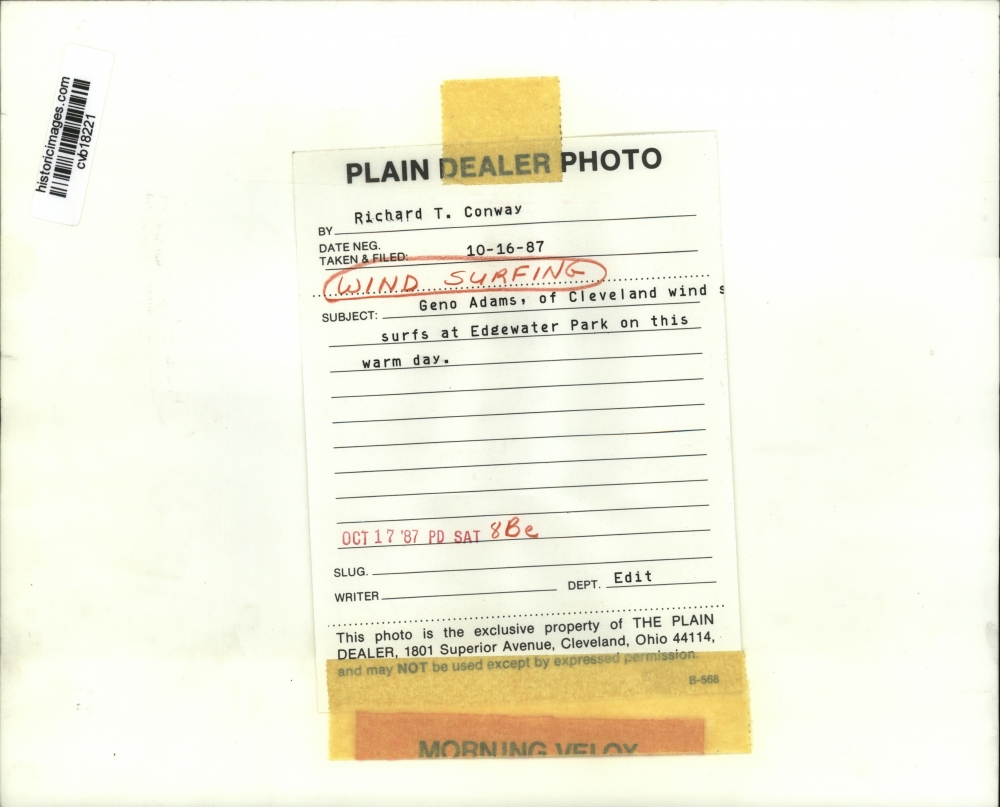 historicimages.com
cvb18221
PLAIN DEALER PHOTO
BY Richard T. Conway
DATE NEG.
TAKEN & FILED: 10-16-87
WIND SURFING
SUBJECT: Geno Adams, of Cleveland wind s
surfs at Edgewater Park on this
warm day.
OCT 17 '87 PD SAT 8Be
SLUG.
WRITER DEPT. Edit
This photo is the exclusive property of THE PLAIN
DEALER, 1801 Superior Avenue, Cleveland, Ohio 44114,
and may NOT be used except by expressed permission.
B-568
MORNING VELOX